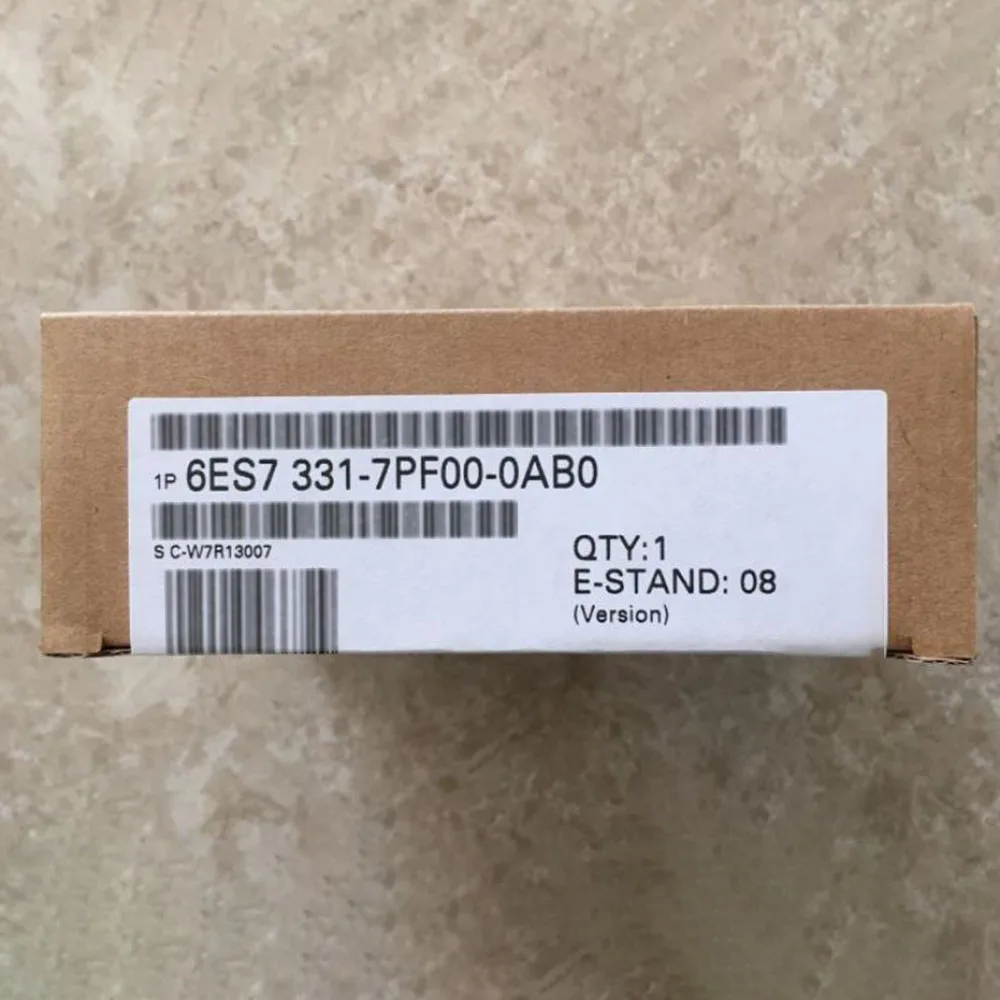 1P 6ES7 331-7PF00-0AB0
S C-W7R13007
QTY:1
E-STAND: 08
(Version)